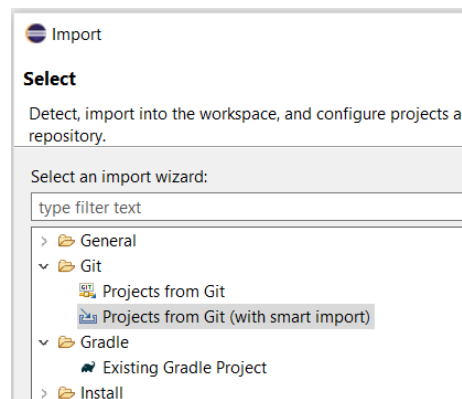 Import
Select
Detect, import into the workspace, and configure projects a
repository.
Select an import wizard:
type filter text
General
Git
Projects from Git
Projects from Git (with smart import)
Gradle
Existing Gradle Project
Install